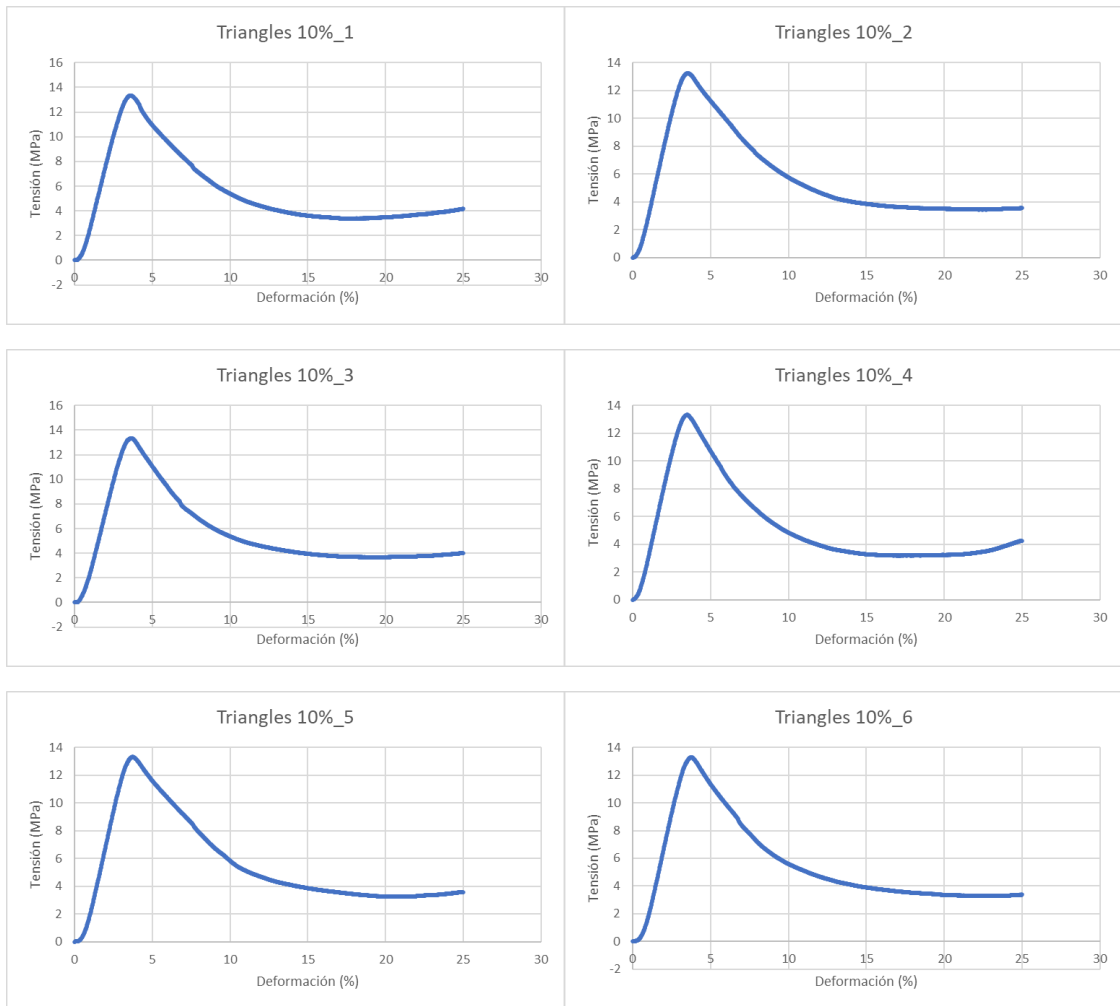 Triangles 10%_1
Tensión (MPa)
16
14
12
10
8
6
4
2
0
-2
0 5 10 15 20 25 30
Deformación (%)
Triangles 10%_2
Tensión (MPa)
14
12
10
8
6
4
2
0
0 5 10 15 20 25 30
Deformación (%)
Triangles 10%_3
Tensión (MPa)
16
14
12
10
8
6
4
2
0
-2
0 5 10 15 20 25 30
Deformación (%)
Triangles 10%_4
Tensión (MPa)
14
12
10
8
6
4
2
0
0 5 10 15 20 25 30
Deformación (%)
Triangles 10%_5
Tensión (MPa)
14
12
10
8
6
4
2
0
0 5 10 15 20 25 30
Deformación (%)
Triangles 10%_6
Tensión (MPa)
14
12
10
8
6
4
2
0
-2
0 5 10 15 20 25 30
Deformación (%)